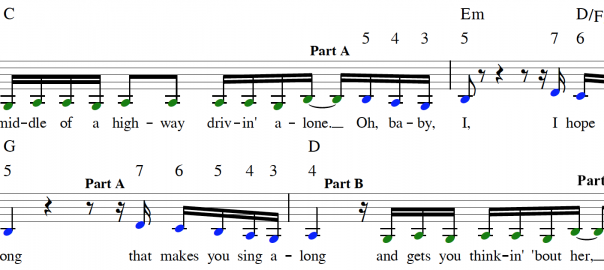 C Em D/F
Part A 5 4 3 5 7 6
mid-dle of a high-way driv-in' a-lone. Oh, ba-by, I, I hope
G D
5 Part A 7 6 5 4 3 4 Part B Part
ong that makes you sing a-long and gets you think-in' 'bout her,